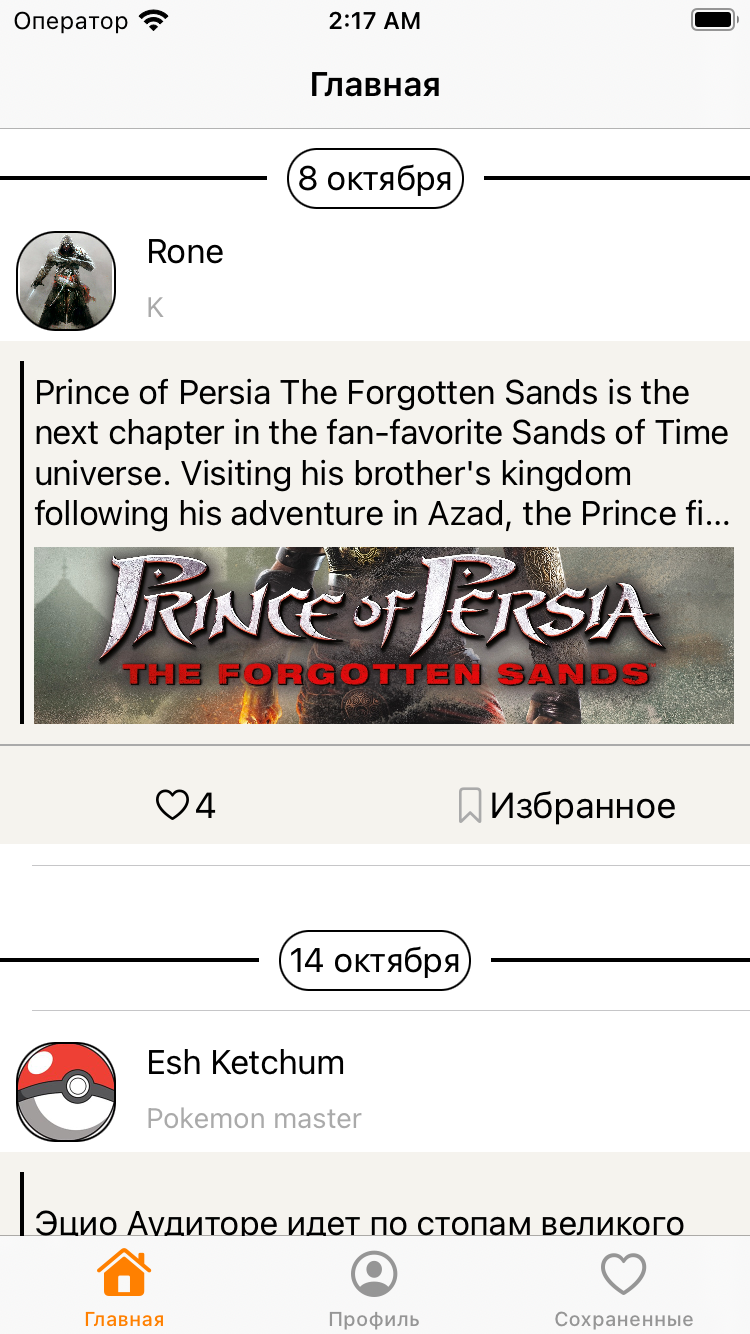 Оператор 2:17 AM
Главная
8 октября
Rone
K
Prince of Persia The Forgotten Sands is the
next chapter in the fan-favorite Sands of Time
universe. Visiting his brother's kingdom
following his adventure in Azad, the Prince fi...
PRINCE OF PERSIA
THE FORGOTTEN SANDS
4 Избранное
14 октября
Esh Ketchum
Pokemon master
Эцио Аудиторе идет по стопам великого
Главная Профиль Сохраненные